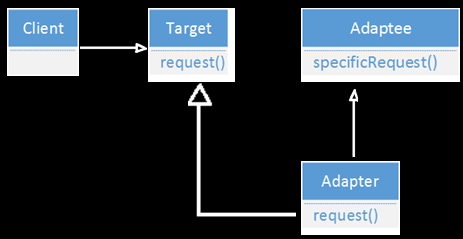 Client
Target
request()
Adaptee
specificRequest()
Adapter
request()